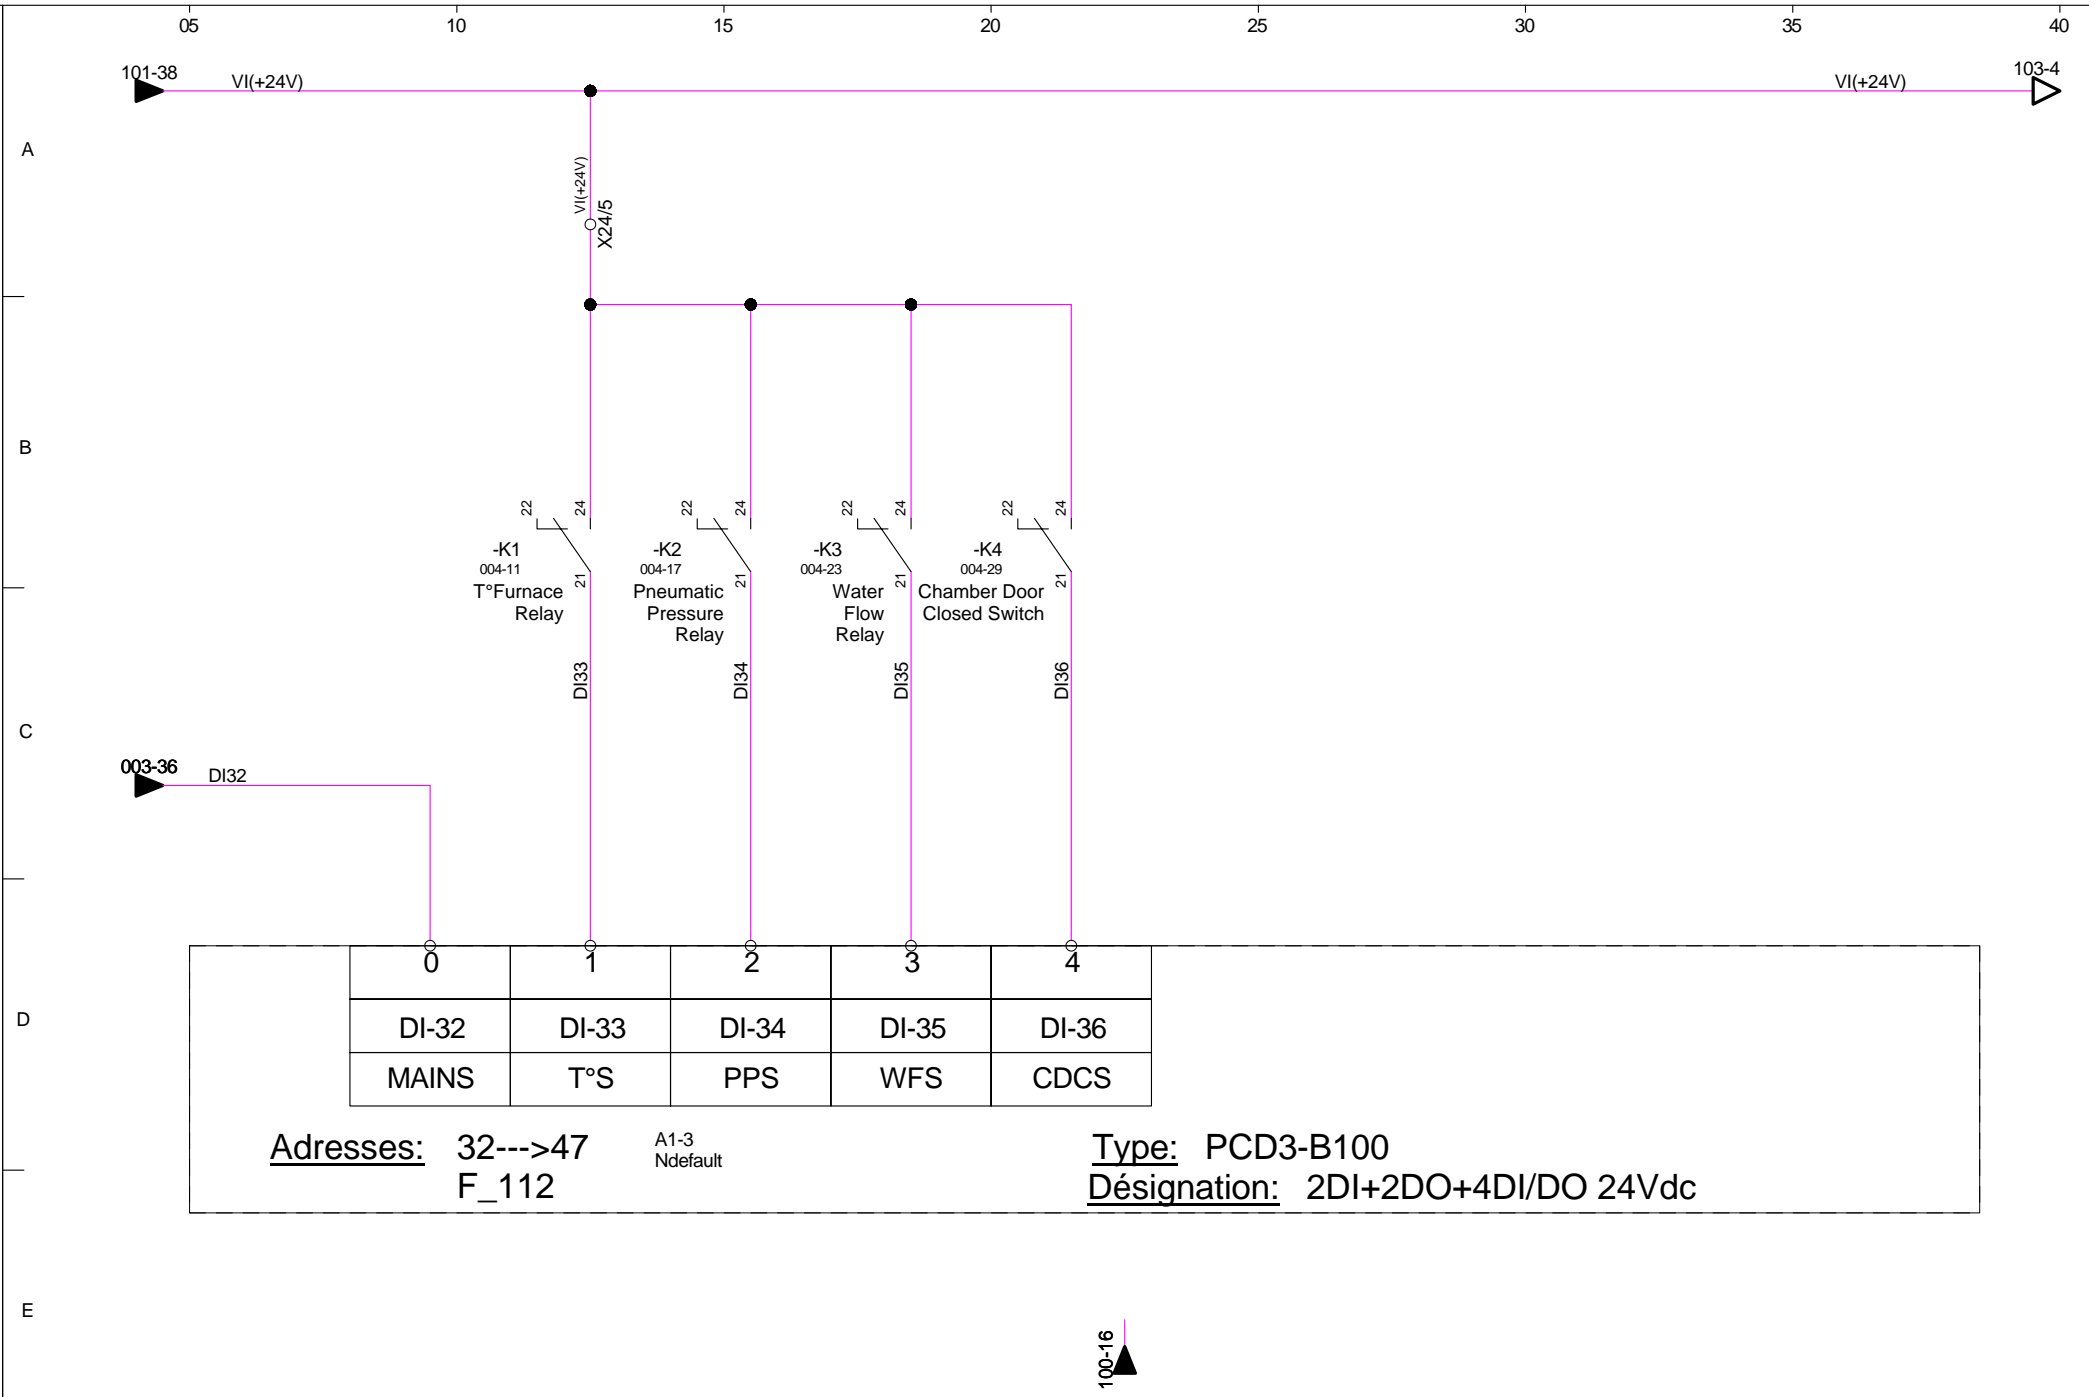 05 10 15 20 25 30 35 40
101-38 VI(+24V) VI(+24V) 103-4
A
VI(+24V)
X24/5
B
22 24 22 24 22 24 22 24
-K1 -K2 -K3 -K4
004-11 004-17 004-23 004-29
21 21 21 21
T°Furnace
Relay
Pneumatic
Pressure
Relay
Water
Flow
Relay
Chamber Door
Closed Switch
DI33 DI34 DI35 DI36
C
003-36 DI32
0 1 2 3 4
D
DI-32 DI-33 DI-34 DI-35 DI-36
MAINS T°S PPS WFS CDCS
Adresses: 32--->47
F_112
A1-3
Ndefault
Type: PCD3-B100
Désignation: 2DI+2DO+4DI/DO 24Vdc
E
100-16